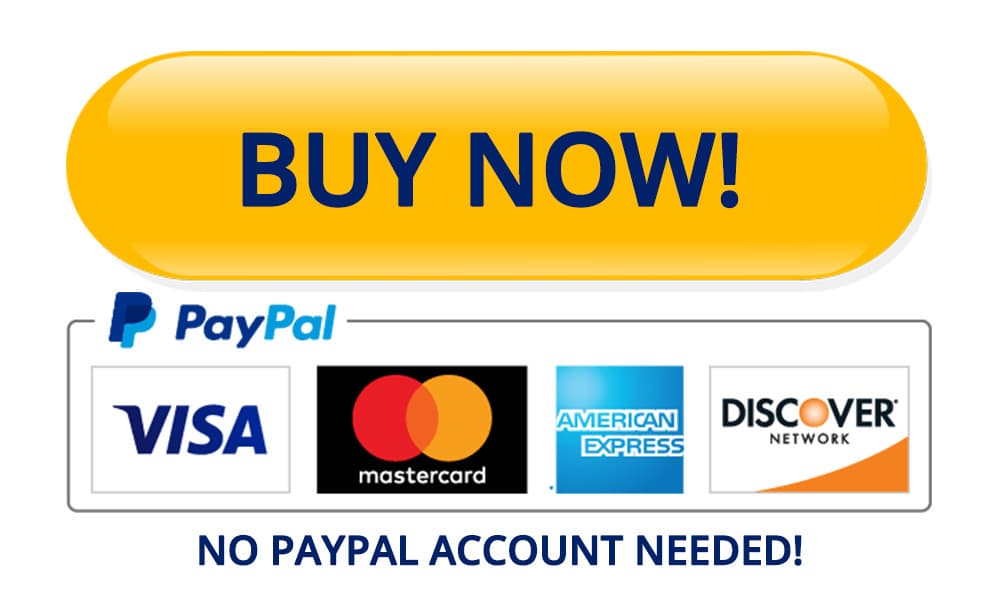 BUY NOW!
PayPal
VISA
mastercard
AMERICAN
EXPRESS
DISCOVER
NETWORK
NO PAYPAL ACCOUNT NEEDED!